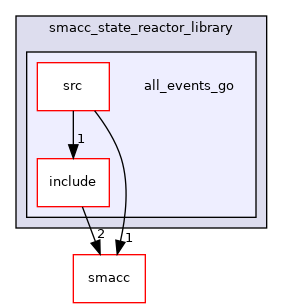 smacc_state_reactor_library
src
all_events_go
1
include
2
1
smacc